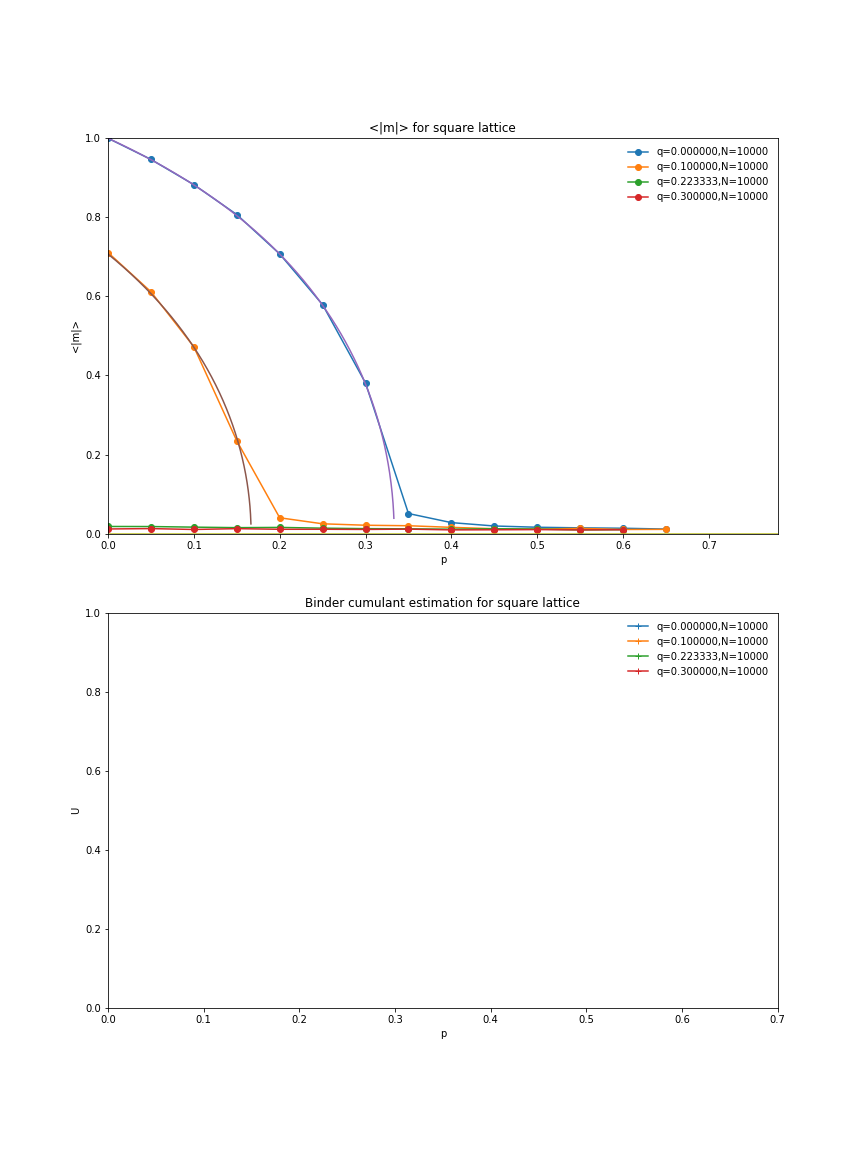 <|m|> for square lattice
1.0
0.8
0.6
0.4
0.2
0.0
<|m|>
q=0.000000,N=10000
q=0.100000,N=10000
q=0.223333,N=10000
q=0.300000,N=10000
0.0 0.1 0.2 0.3 0.4 0.5 0.6 0.7
p
Binder cumulant estimation for square lattice
1.0
0.8
0.6
0.4
0.2
0.0
U
q=0.000000,N=10000
q=0.100000,N=10000
q=0.223333,N=10000
q=0.300000,N=10000
0.0 0.1 0.2 0.3 0.4 0.5 0.6 0.7
p